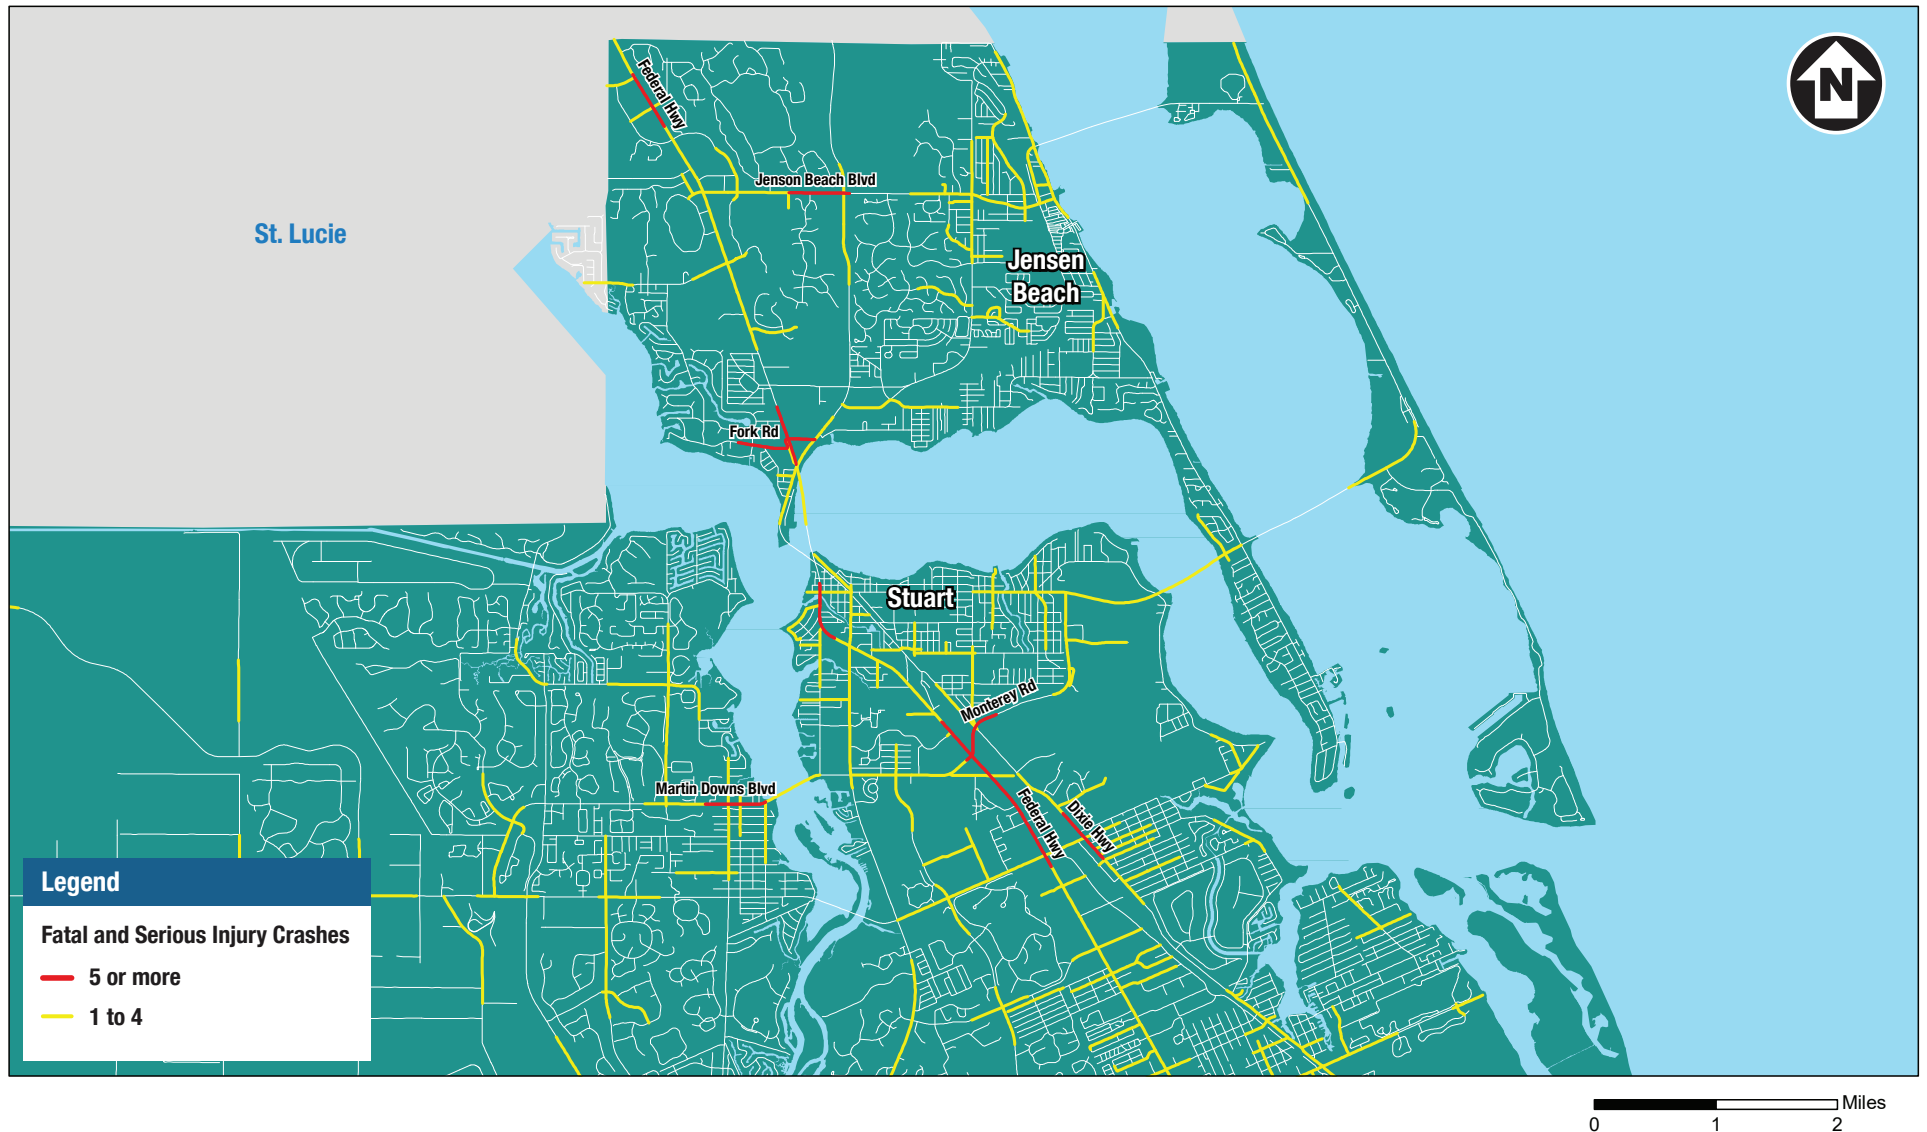 N
Federal Hwy
Jenson Beach Blvd
St. Lucie
Jensen
Beach
Fork Rd
Stuart
Monterey Rd
Martin Downs Blvd
Federal Hwy
Dixie Hwy
Legend
Fatal and Serious Injury Crashes
5 or more
1 to 4
Miles
0 1 2